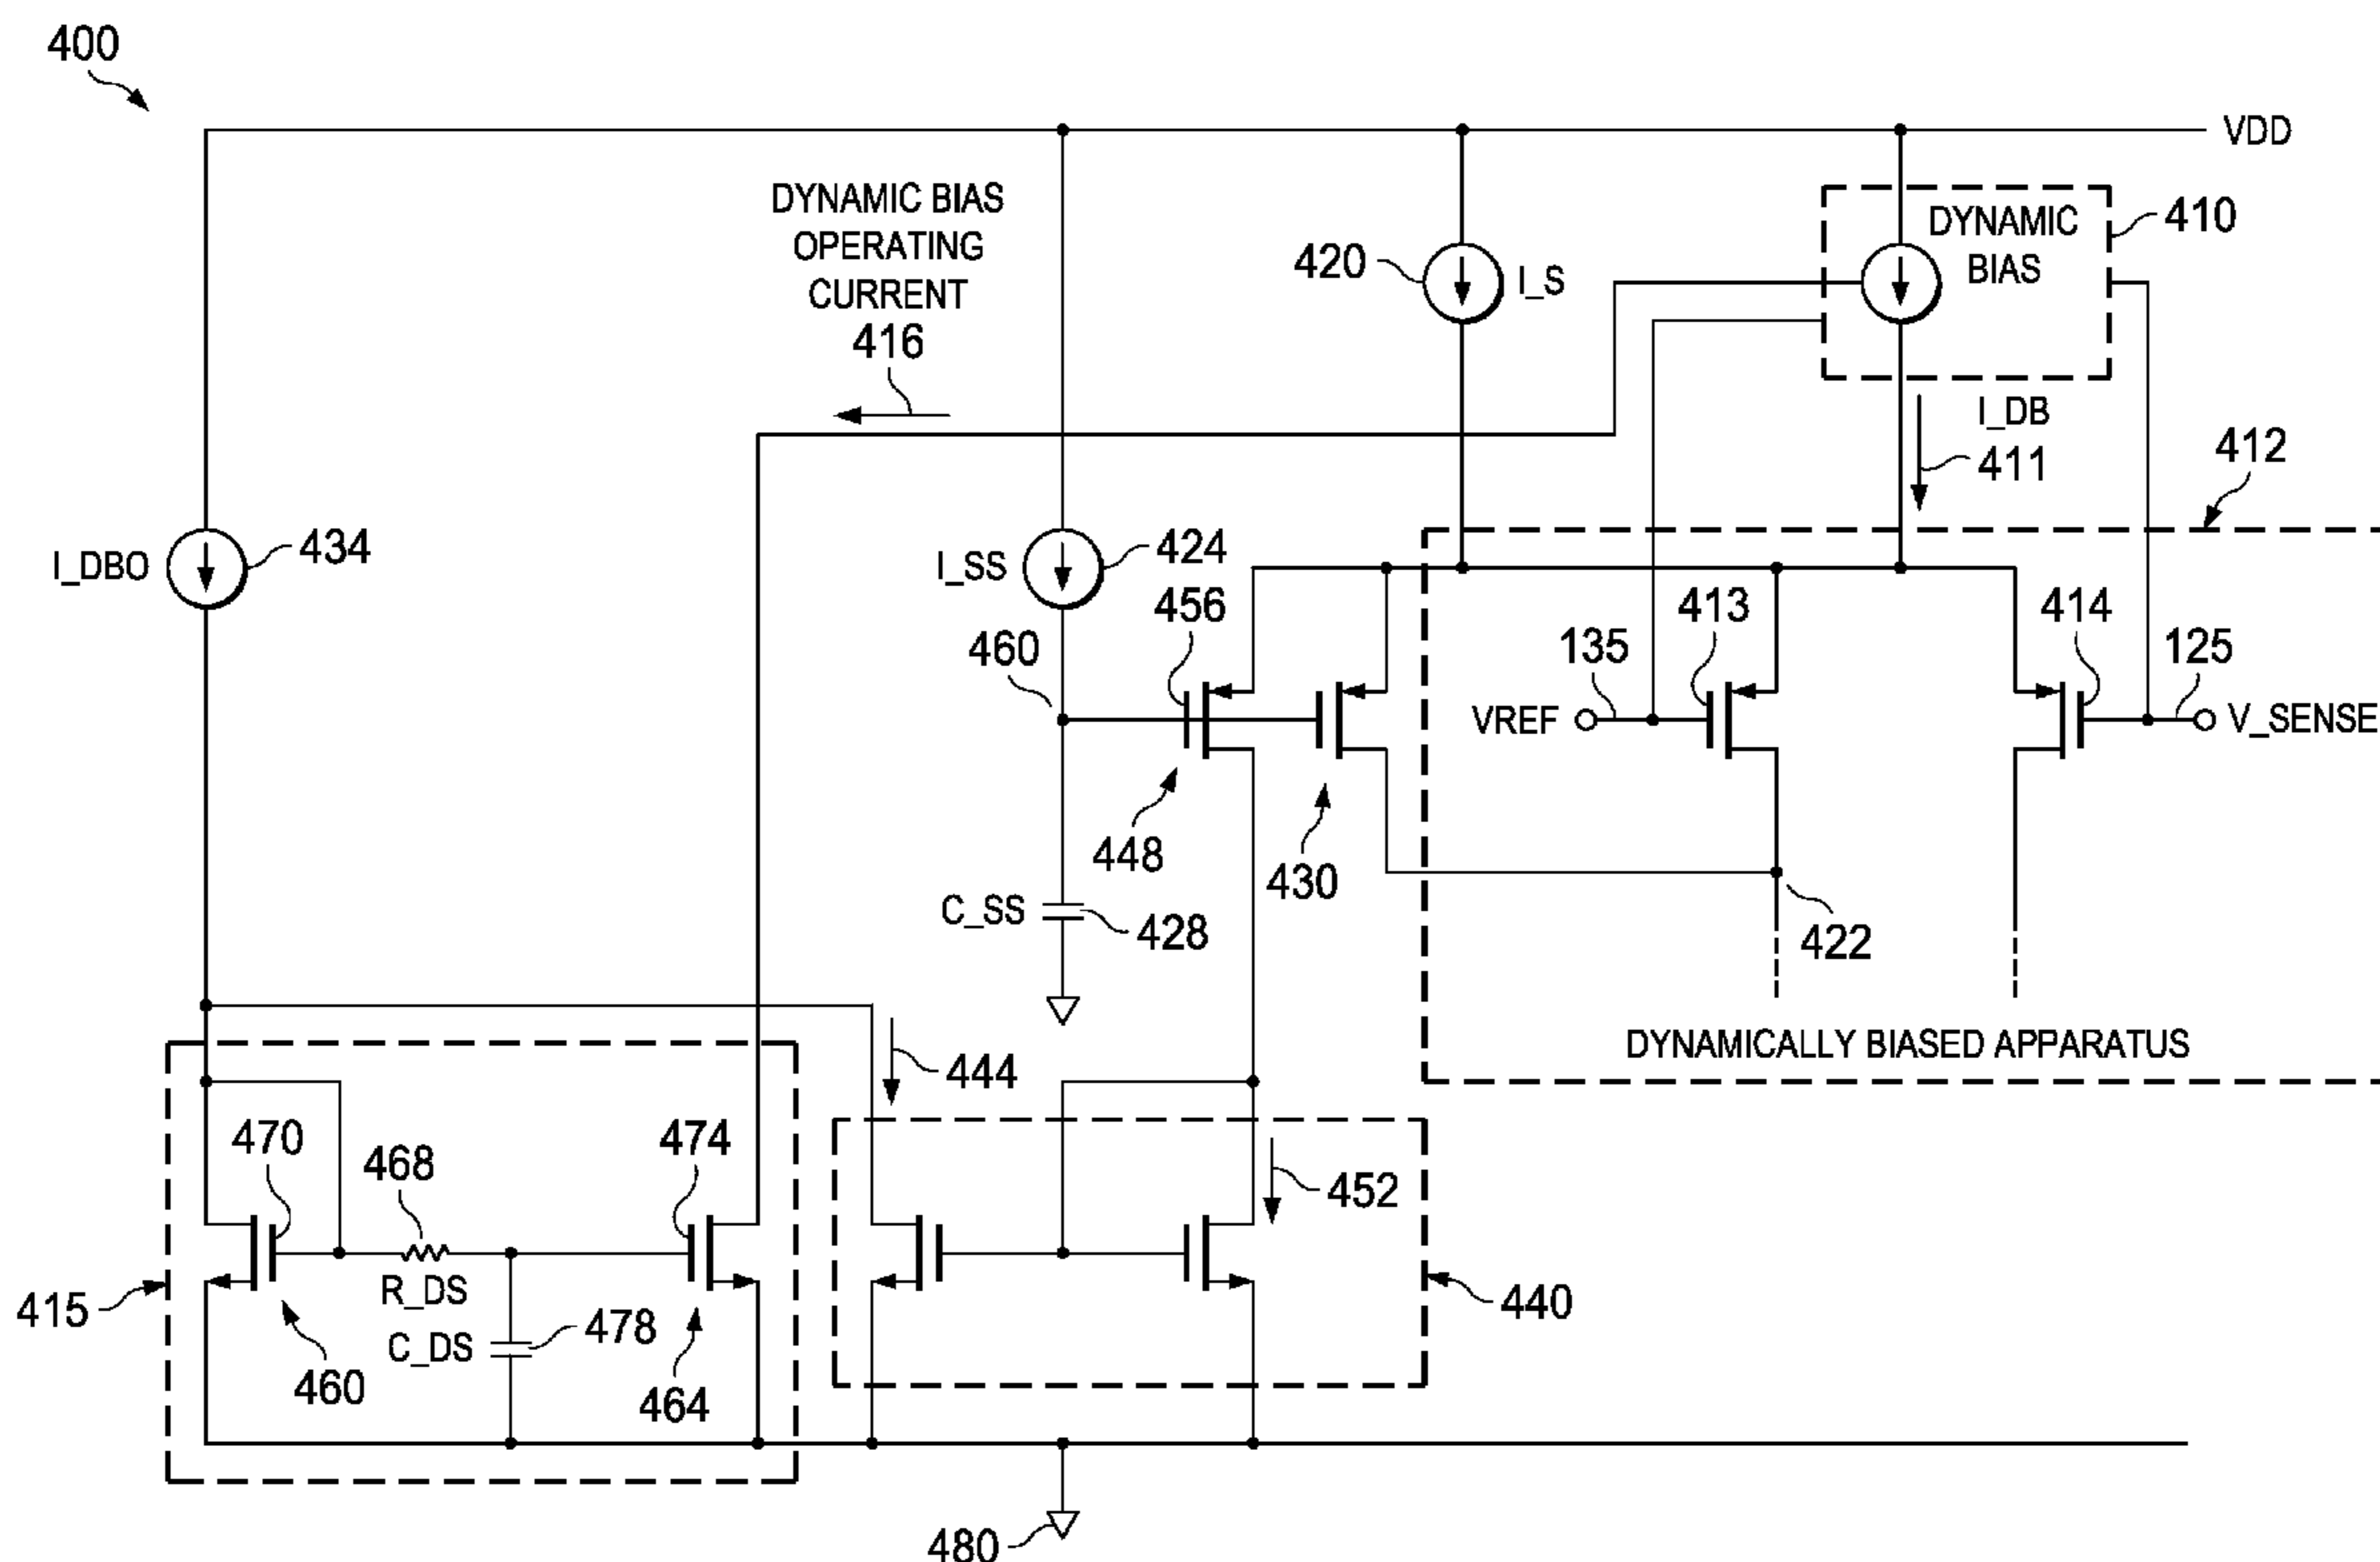 400
VDD
DYNAMIC BIAS
OPERATING
CURRENT
416
DYNAMIC
BIAS
410
420
I_S
I_DB
411
412
I_DBO
434
I_SS
424
456
460
413
414
135
125
VREF
V_SENSE
448
430
C_SS
428
422
444
DYNAMICALLY BIASED APPARATUS
470
468
474
452
415
R_DS
C_DS
478
440
460
464
480